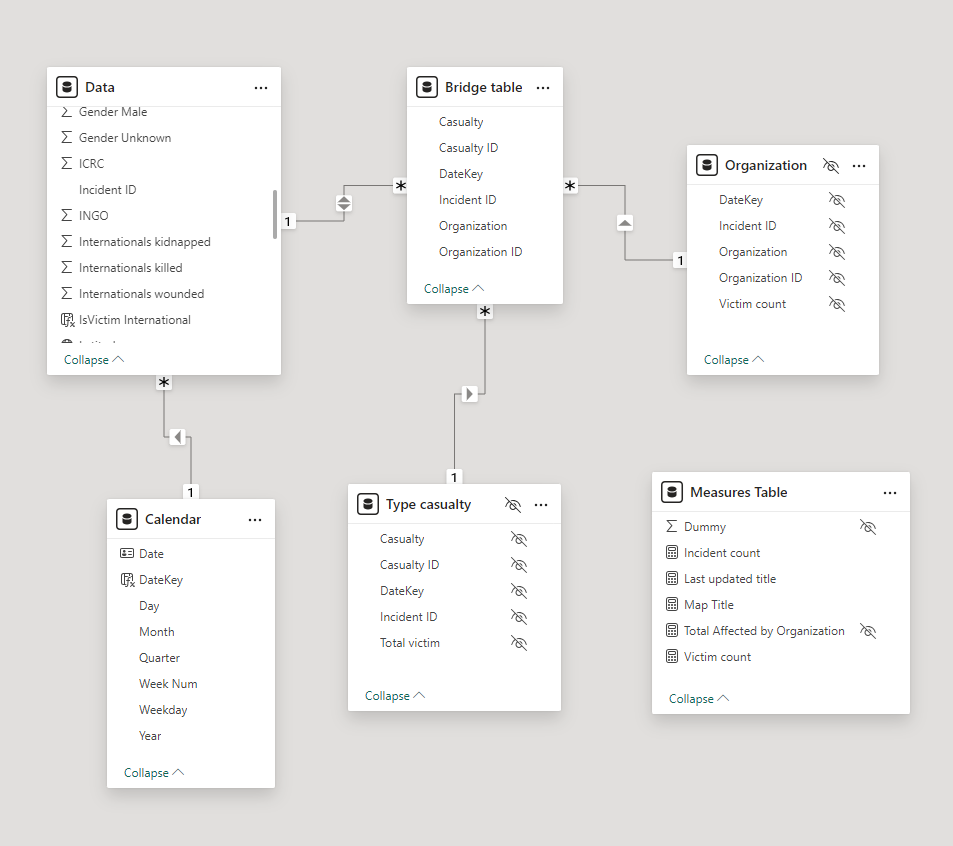 Data
Gender Male
Gender Unknown
ICRC
Incident ID
INGO
Internationals kidnapped
Internationals killed
Internationals wounded
IsVictim International
Collapse
Bridge table
Casualty
Casualty ID
DateKey
Incident ID
Organization
Organization ID
Collapse
Organization
DateKey
Incident ID
Organization
Organization ID
Victim count
Collapse
1
*
*
1
*
1
*
1
Calendar
Date
DateKey
Day
Month
Quarter
Week Num
Weekday
Year
Collapse
Type casualty
Casualty
Casualty ID
DateKey
Incident ID
Total victim
Collapse
Measures Table
Dummy
Incident count
Last updated title
Map Title
Total Affected by Organization
Victim count
Collapse